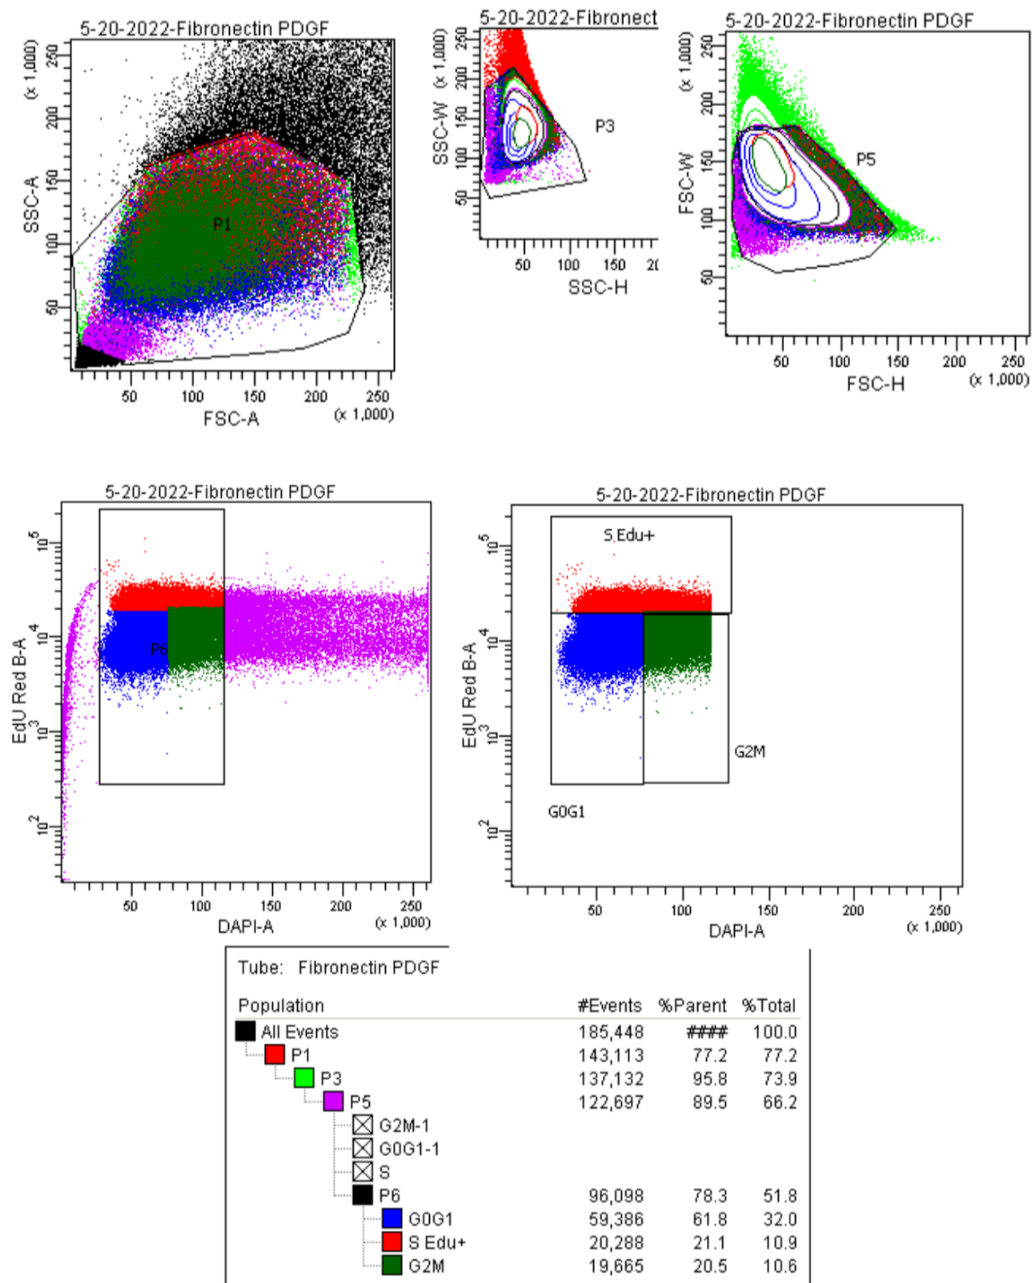 5-20-2022-Fibronectin PDGF
(x 1,000)
SSC-A
50 100 150 200 250
P1
50 100 150 200 250
(x 1,000)
FSC-A
5-20-2022-Fibronect
(x 1,000)
SSC-W
50 100 150 200 250
P3
50 100 150 20
SSC-H
5-20-2022-Fibronectin PDGF
(x 1,000)
FSC-W
50 100 150 200 250
P5
50 100 150 200 250
(x 1,000)
FSC-H
5-20-2022-Fibronectin PDGF
EdU Red B-A
10^2 10^3 10^4 10^5
P6
50 100 150 200 250
(x 1,000)
DAPI-A
5-20-2022-Fibronectin PDGF
EdU Red B-A
10^2 10^3 10^4 10^5
S Edu+
G2M
G0G1
50 100 150 200 250
(x 1,000)
DAPI-A
Tube: Fibronectin PDGF
Population #Events %Parent %Total
All Events 185,448 #### 100.0
P1 143,113 77.2 77.2
P3 137,132 95.8 73.9
P5 122,697 89.5 66.2
G2M-1
G0G1-1
S
P6 96,098 78.3 51.8
G0G1 59,386 61.8 32.0
S Edu+ 20,288 21.1 10.9
G2M 19,665 20.5 10.6